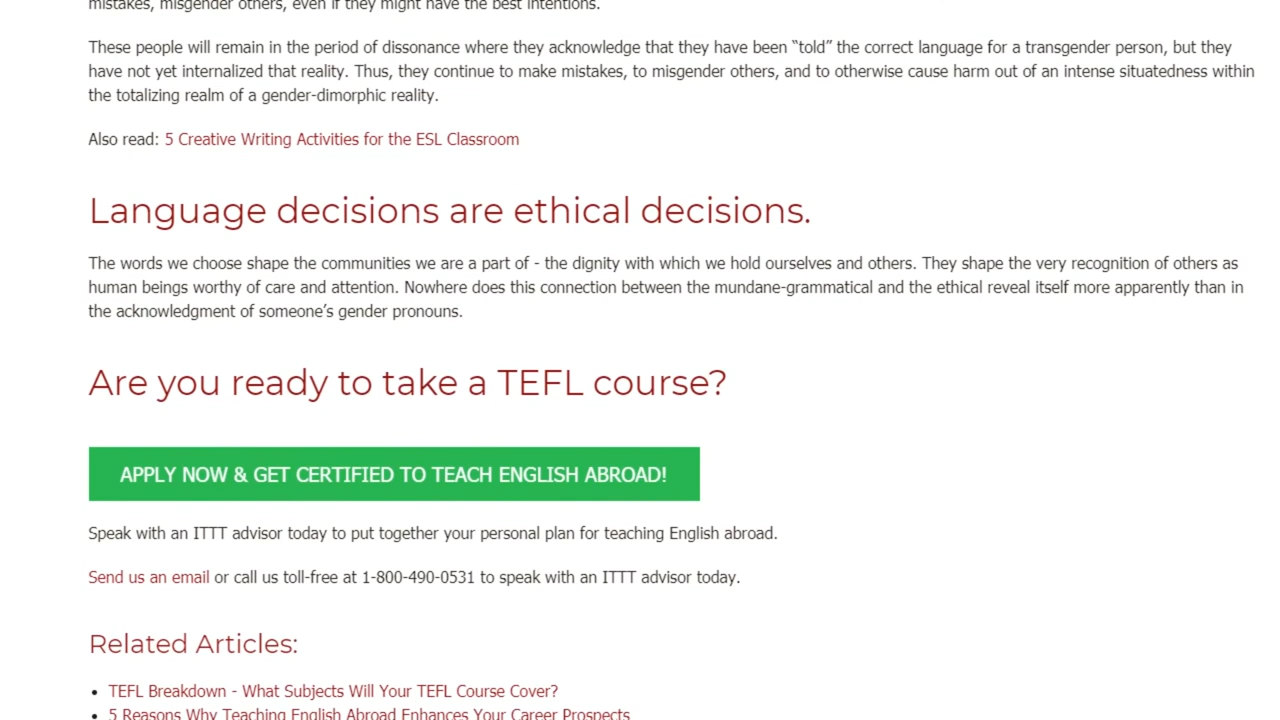 mistakes, misgender others, even if they might have the best intentions.
These people will remain in the period of dissonance where they acknowledge that they have been “told” the correct language for a transgender person, but they
have not yet internalized that reality. Thus, they continue to make mistakes, to misgender others, and to otherwise cause harm out of an intense situatedness within
the totalizing realm of a gender-dimorphic reality.
Also read: 5 Creative Writing Activities for the ESL Classroom
Language decisions are ethical decisions.
The words we choose shape the communities we are a part of - the dignity with which we hold ourselves and others. They shape the very recognition of others as
human beings worthy of care and attention. Nowhere does this connection between the mundane-grammatical and the ethical reveal itself more apparently than in
the acknowledgment of someone’s gender pronouns.
Are you ready to take a TEFL course?
APPLY NOW & GET CERTIFIED TO TEACH ENGLISH ABROAD!
Speak with an ITTT advisor today to put together your personal plan for teaching English abroad.
Send us an email or call us toll-free at 1-800-490-0531 to speak with an ITTT advisor today.
Related Articles:
• TEFL Breakdown - What Subjects Will Your TEFL Course Cover?
• 5 Reasons Why Teaching English Abroad Enhances Your Career Prospects